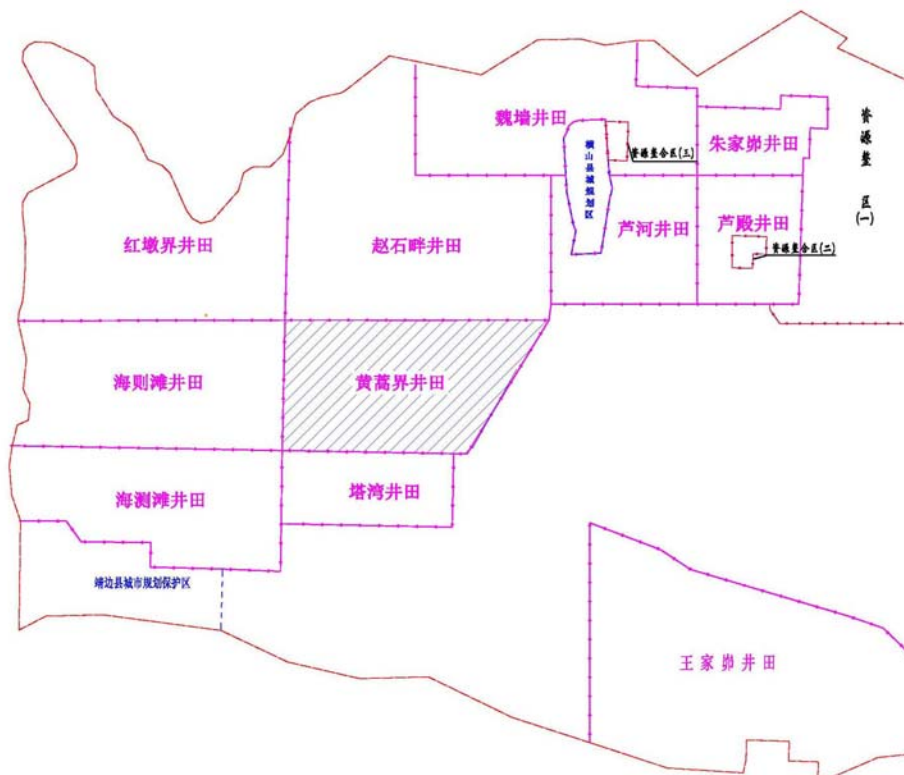 魏墙井田
资源整合区(三)
朱家峁井田
资源整 区(一)
横山县城规划区
红墩界井田
赵石畔井田
芦河井田
芦殿井田
资源整合区(二)
海则滩井田
黄蒿界井田
海测滩井田
塔湾井田
靖边县城市规划保护区
王家峁井田